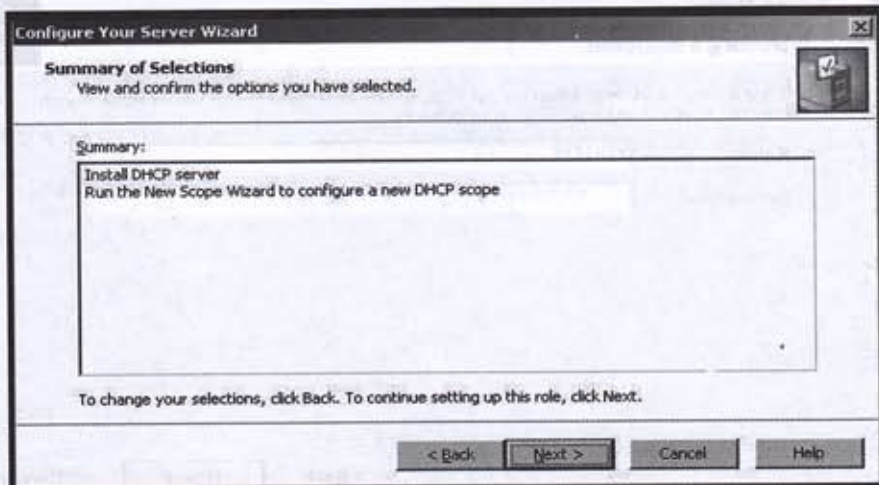 Configure Your Server Wizard
Summary of Selections
View and confirm the options you have selected.
Summary:
Install DHCP server
Run the New Scope Wizard to configure a new DHCP scope
To change your selections, click Back. To continue setting up this role, click Next.
< Back
Next >
Cancel
Help